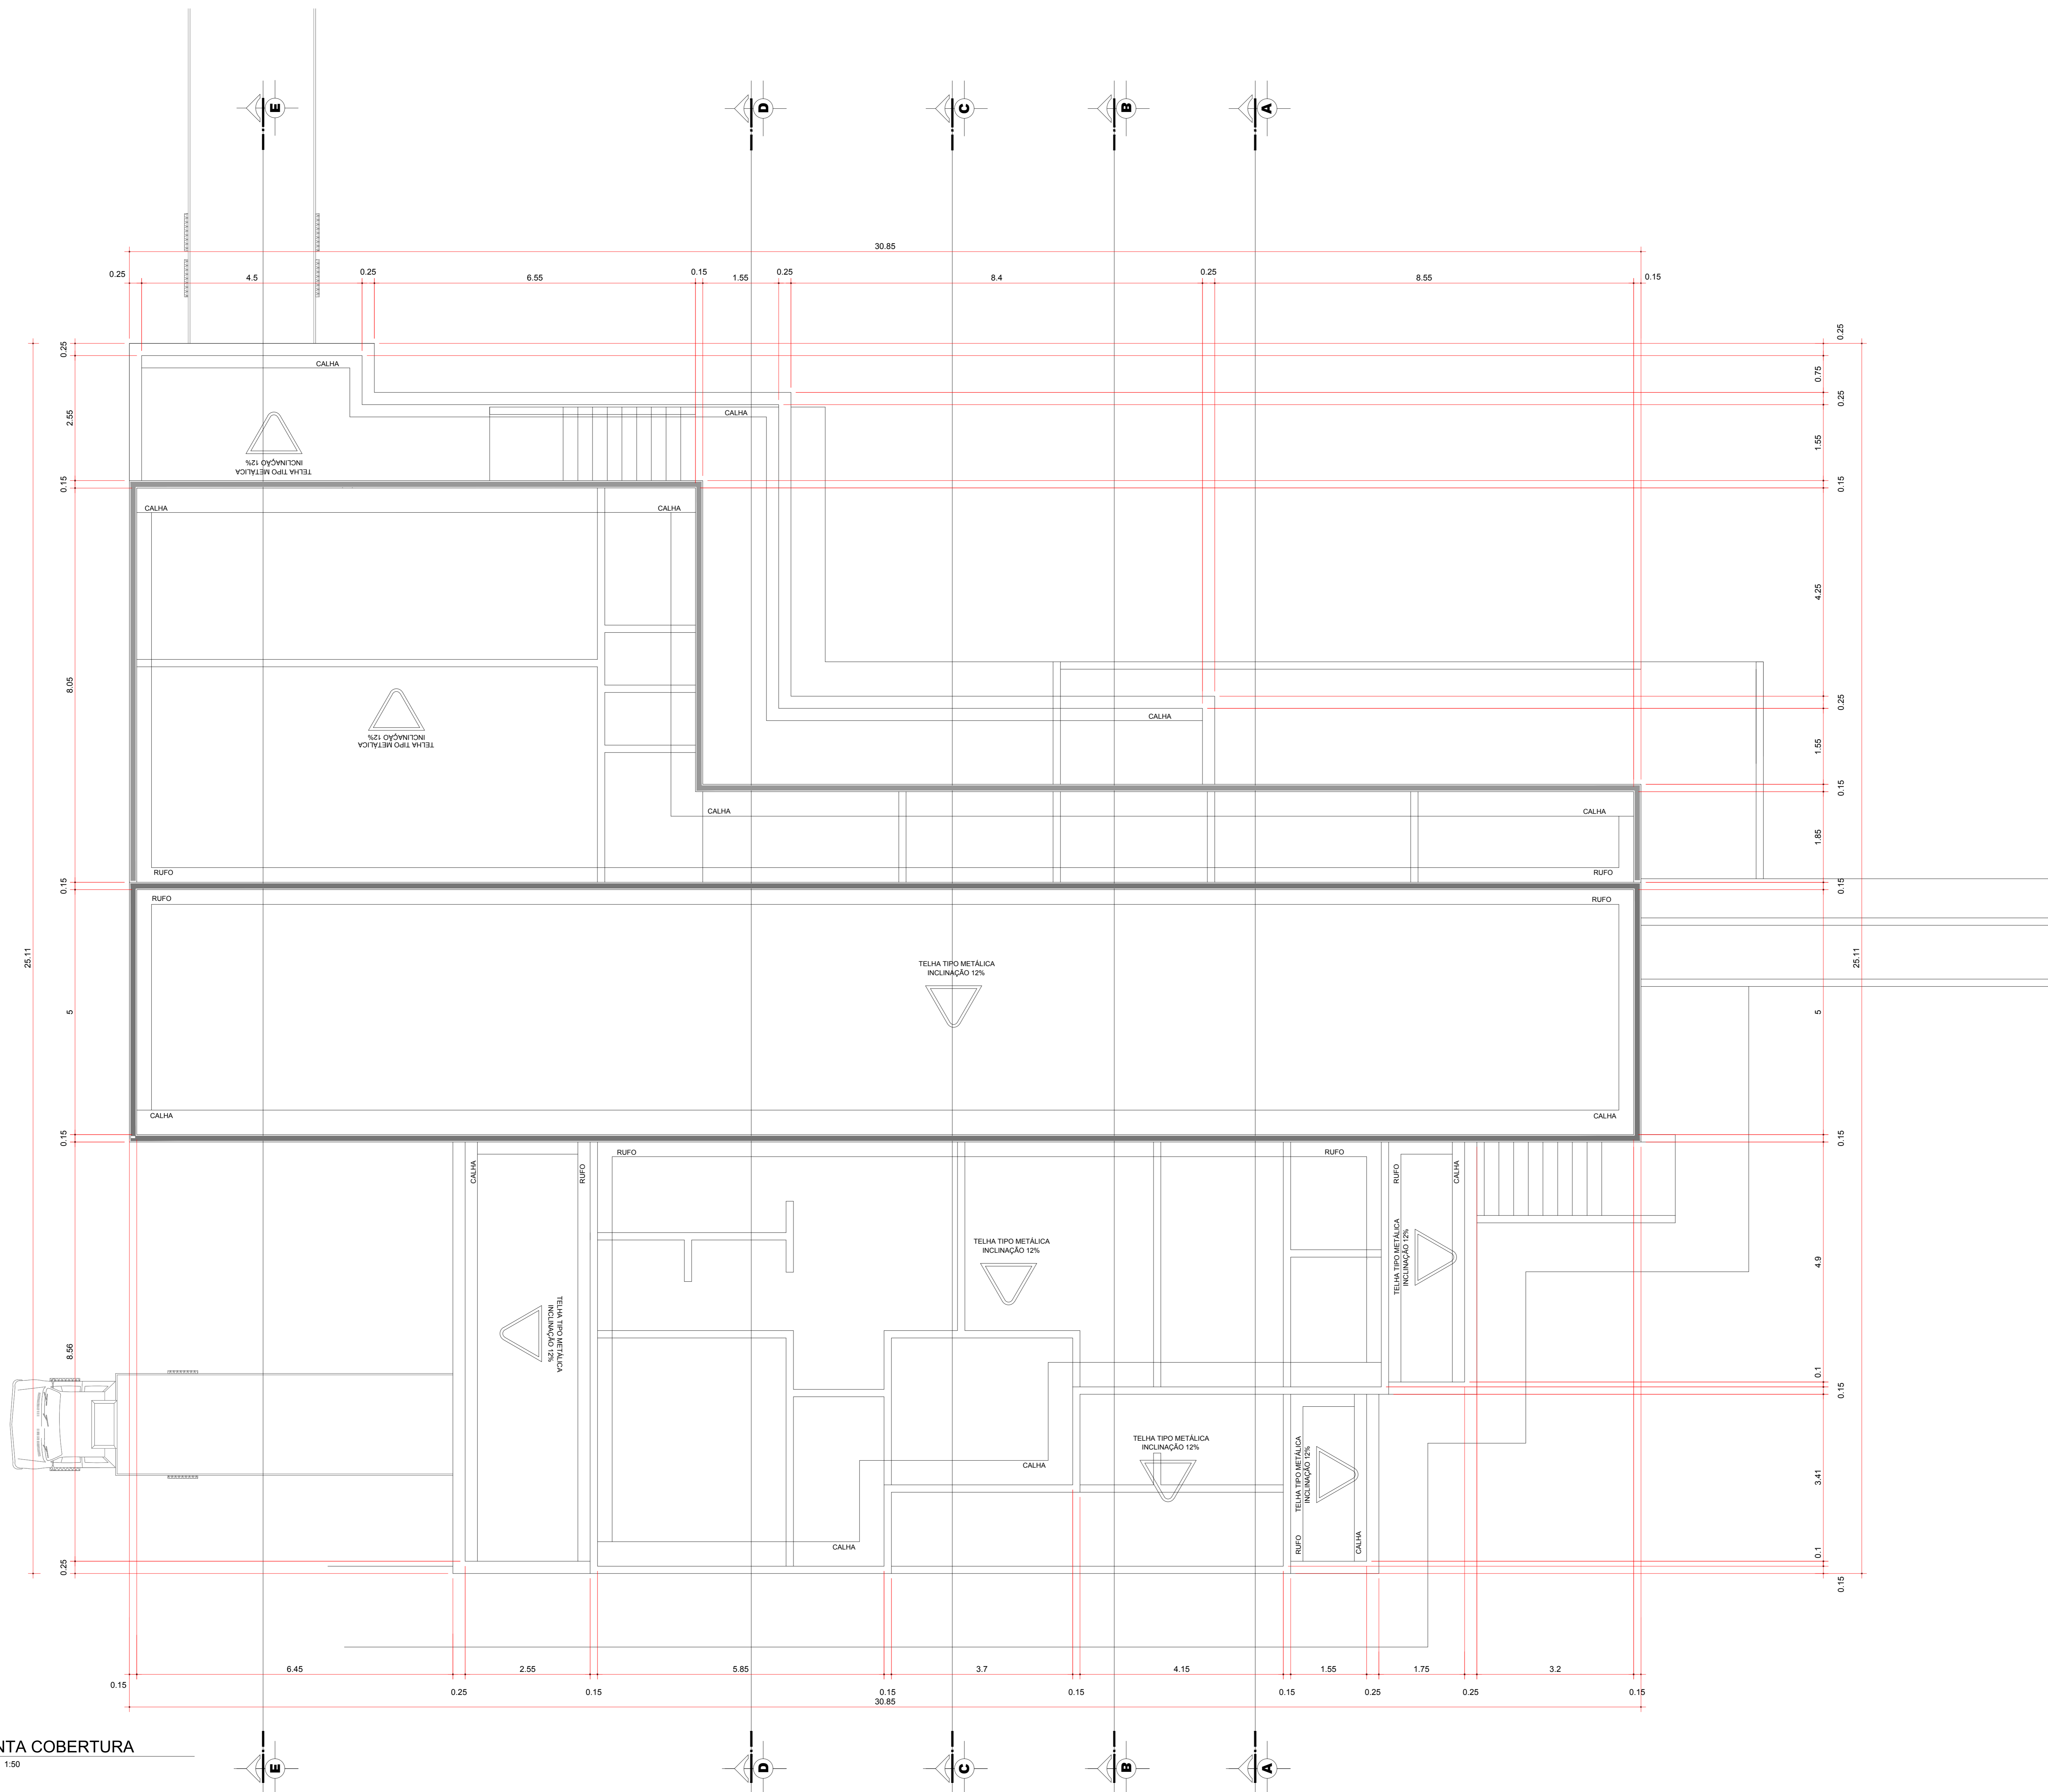 E
D
C
B
A
30.85
0.25
4.5
0.25
6.55
0.15
1.55
0.25
8.4
0.25
8.55
0.15
0.25
0.25
CALHA
0.75
2.55
0.25
CALHA
1.55
INCLINAÇÃO 12%
TELHA TIPO METÁLICA
0.15
0.15
CALHA
CALHA
4.25
8.05
0.25
CALHA
INCLINAÇÃO 12%
TELHA TIPO METÁLICA
1.55
0.15
CALHA
CALHA
1.85
RUFO
RUFO
0.15
0.15
RUFO
RUFO
25.11
25.11
TELHA TIPO METÁLICA
INCLINAÇÃO 12%
5
5
CALHA
CALHA
0.15
0.15
RUFO
RUFO
CALHA
RUFO
RUFO
CALHA
TELHA TIPO METÁLICA
INCLINAÇÃO 12%
TELHA TIPO METÁLICA
INCLINAÇÃO 12%
4.9
TELHA TIPO METÁLICA
INCLINAÇÃO 12%
8.56
0.1
0.15
TELHA TIPO METÁLICA
INCLINAÇÃO 12%
CALHA
TELHA TIPO METÁLICA
INCLINAÇÃO 12%
3.41
CALHA
RUFO
CALHA
0.1
0.25
0.15
6.45
2.55
5.85
3.7
4.15
1.55
1.75
3.2
0.15
0.25
0.15
0.15
0.15
0.15
0.25
0.25
0.15
30.85
NTA COBERTURA
1:50
E
D
C
B
A